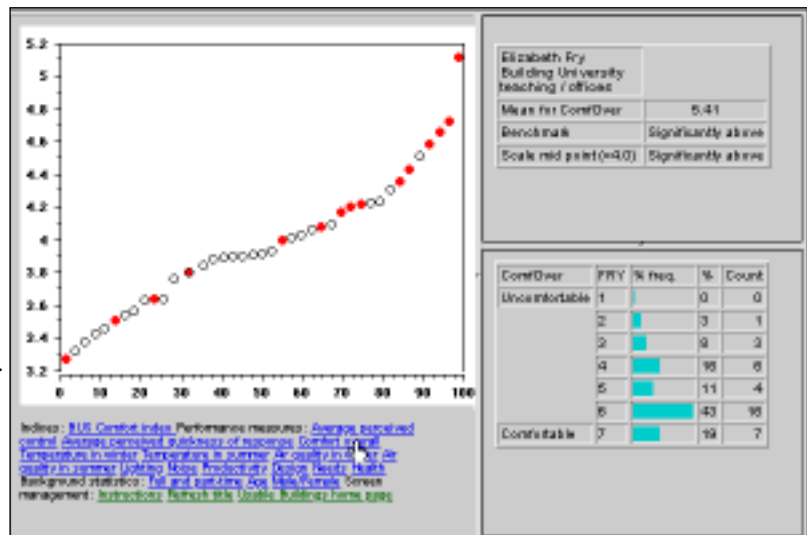 5.2
5
4.8
4.6
4.4
4.2
4
3.8
3.6
3.4
3.2
0 10 20 30 40 50 60 70 80 90 100
Indices: BUS Comfort index Performance measures: Average perceived
control Average perceived quickness of response Comfort overall
Temperature in winter Temperature in summer Air quality in Air
quality in summer Lighting Noise Productivity Design Needs Health
Background statistics: Full and part-time Age Male/Female Screen
management: Instructions Refresh title Usable Buildings home page
Elizabeth Fry
Building University
teaching / offices
Mean for ComfOver 5.41
Benchmark Significantly above
Scale mid point (=4.0) Significantly above
ComfOver FRY % freq. % Count
Uncomfortable 1 0 0
2 3 1
3 8 3
4 16 6
5 11 4
6 43 16
Comfortable 7 19 7